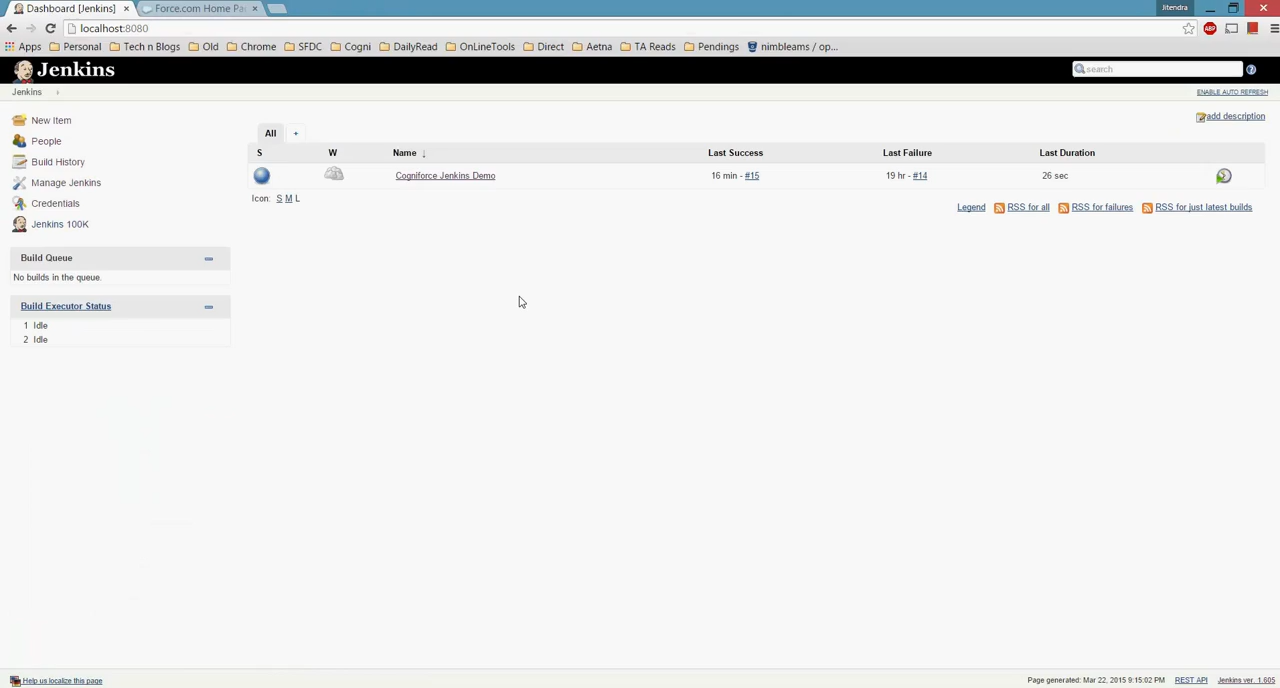 Dashboard [Jenkins]
Force.com Home Pa
Jitendra
localhost:8080
ABP
Apps Personal Tech n Blogs Old Chrome SFDC Cogni DailyRead OnLineTools Direct Aetna TA Reads Pendings nimbleams / op...
Jenkins
search
Jenkins
ENABLE AUTO REFRESH
New Item
People
Build History
Manage Jenkins
Credentials
Jenkins 100K
add description
All +
S W Name ↓ Last Success Last Failure Last Duration
Cogniforce Jenkins Demo 16 min - #15 19 hr - #14 26 sec
Icon: S M L
Legend RSS for all RSS for failures RSS for just latest builds
Build Queue
No builds in the queue.
Build Executor Status
1 Idle
2 Idle
Help us localize this page
Page generated: Mar 22, 2015 9:15:02 PM REST API Jenkins ver. 1.605